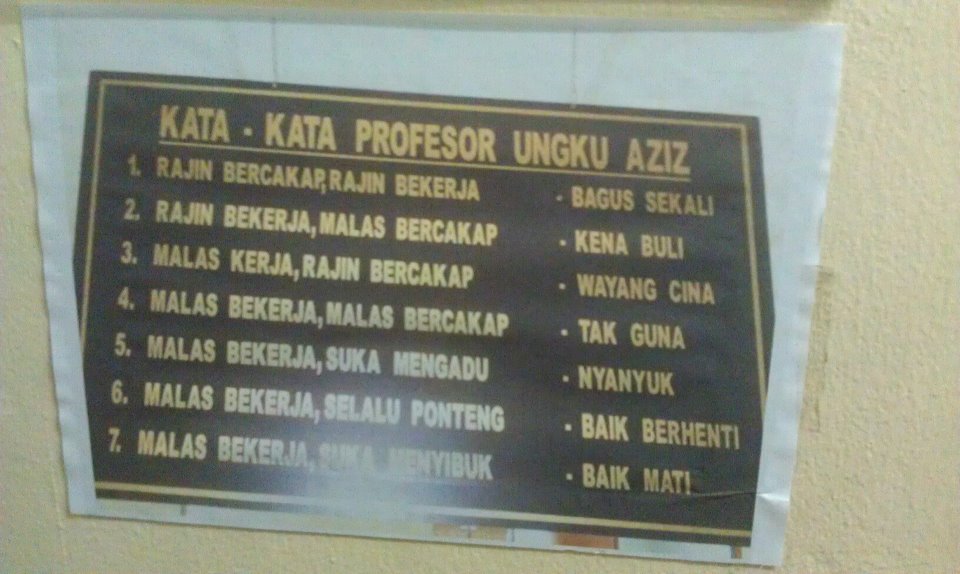 KATA - KATA PROFESOR UNGKU AZIZ
1. RAJIN BERCAKAP,RAJIN BEKERJA - BAGUS SEKALI
2. RAJIN BEKERJA,MALAS BERCAKAP - KENA BULI
3. MALAS KERJA,RAJIN BERCAKAP - WAYANG CINA
4. MALAS BEKERJA,MALAS BERCAKAP - TAK GUNA
5. MALAS BEKERJA,SUKA MENGADU - NYANYUK
6. MALAS BEKERJA,SELALU PONTENG - BAIK BERHENTI
7. MALAS BEKERJA,SUKA MENYIBUK - BAIK MATI